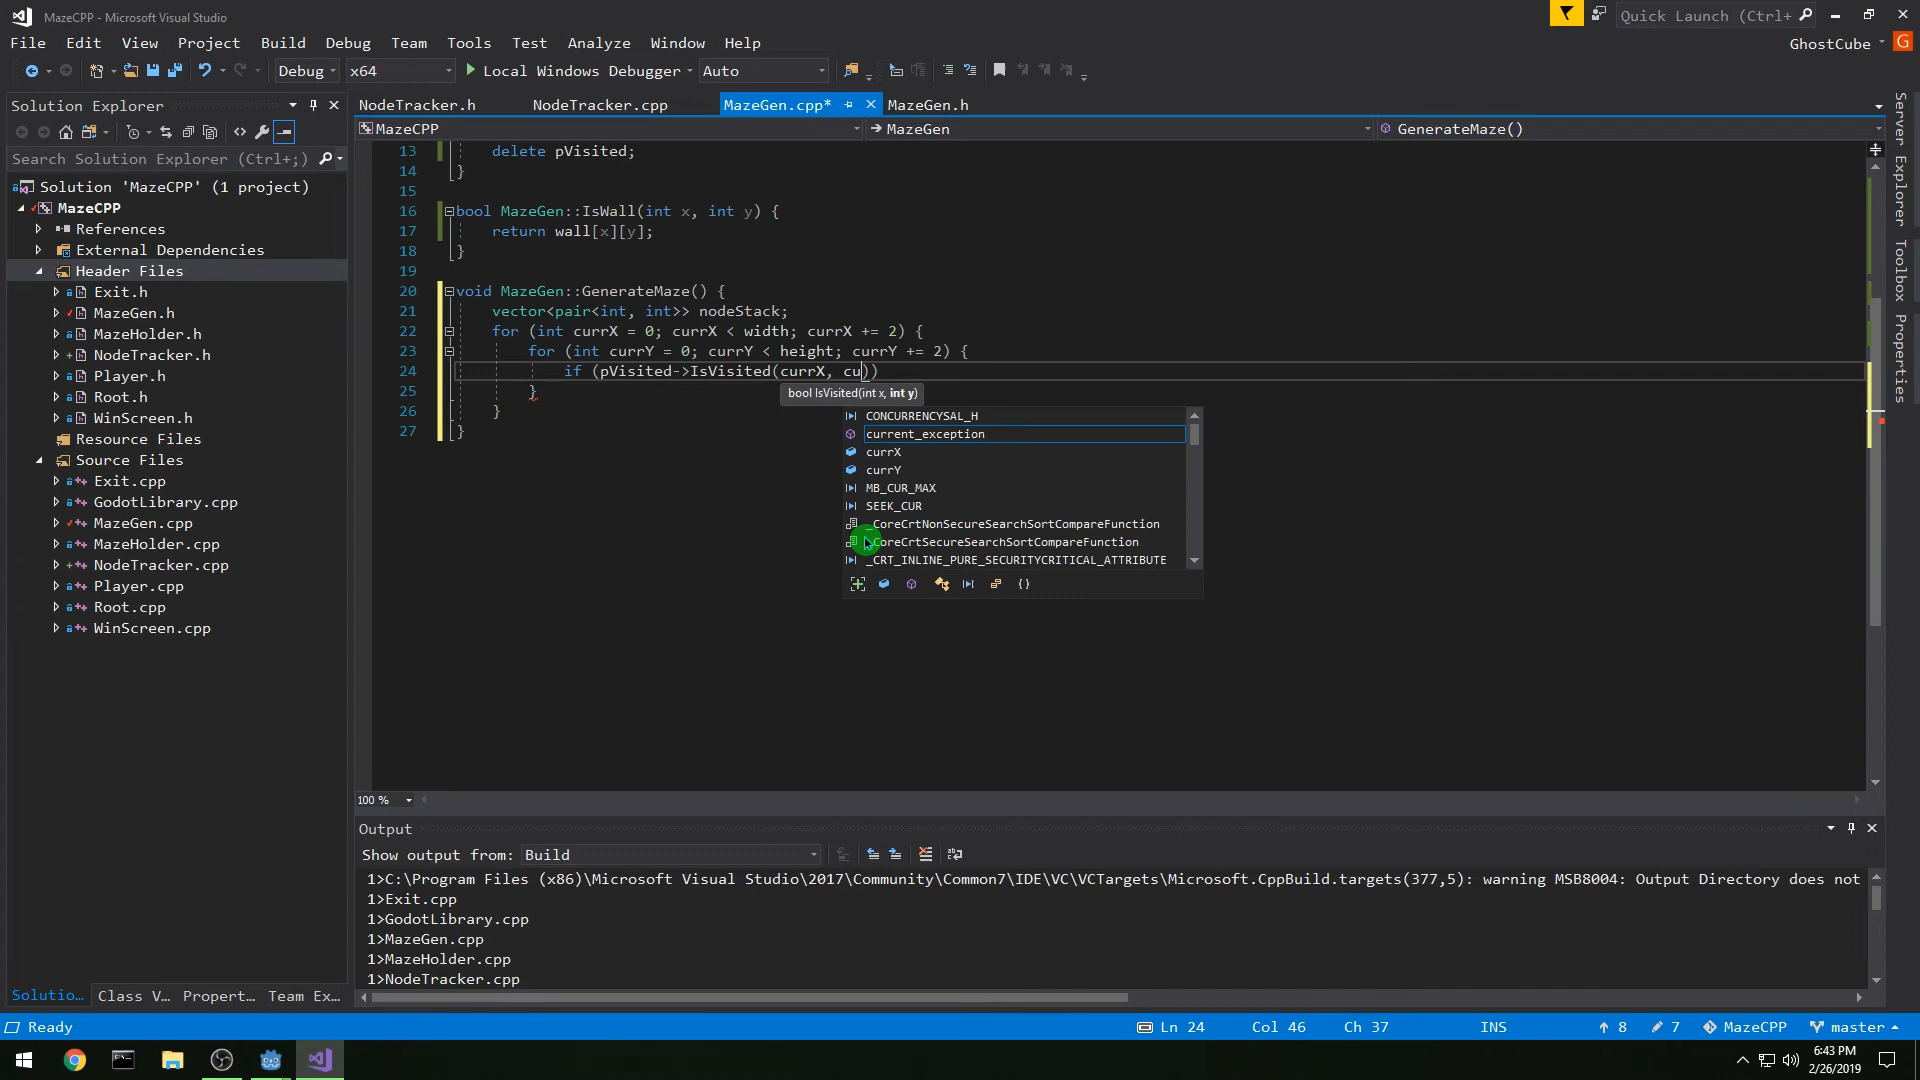 MazeCPP - Microsoft Visual Studio
Quick Launch (Ctrl+
File Edit View Project Build Debug Team Tools Test Analyze Window Help
GhostCube G
Debug x64 Local Windows Debugger Auto
Solution Explorer
NodeTracker.h NodeTracker.cpp MazeGen.cpp* MazeGen.h
MazeCPP MazeGen GenerateMaze()
Search Solution Explorer (Ctrl+;)
Solution 'MazeCPP' (1 project)
MazeCPP
References
External Dependencies
Header Files
Exit.h
MazeGen.h
MazeHolder.h
NodeTracker.h
Player.h
Root.h
WinScreen.h
Resource Files
Source Files
Exit.cpp
GodotLibrary.cpp
MazeGen.cpp
MazeHolder.cpp
NodeTracker.cpp
Player.cpp
Root.cpp
WinScreen.cpp
Solutio... Class V... Propert... Team Ex...
13 delete pVisited;
14 }
15
16 bool MazeGen::IsWall(int x, int y) {
17 return wall[x][y];
18 }
19
20 void MazeGen::GenerateMaze() {
21 vector<pair<int, int>> nodeStack;
22 for (int currX = 0; currX < width; currX += 2) {
23 for (int currY = 0; currY < height; currY += 2) {
24 if (pVisited->IsVisited(currX, cu))
25 }
26 }
27 }
bool IsVisited(int x, int y)
CONCURRENCYSAL_H
current_exception
currX
currY
MB_CUR_MAX
SEEK_CUR
_CoreCrtNonSecureSearchSortCompareFunction
_CoreCrtSecureSearchSortCompareFunction
_CRT_INLINE_PURE_SECURITYCRITICAL_ATTRIBUTE
Server Explorer
Toolbox
Properties
100 %
Output
Show output from: Build
1>C:\Program Files (x86)\Microsoft Visual Studio\2017\Community\Common7\IDE\VC\VCTargets\Microsoft.CppBuild.targets(377,5): warning MSB8004: Output Directory does not
1>Exit.cpp
1>GodotLibrary.cpp
1>MazeGen.cpp
1>MazeHolder.cpp
1>NodeTracker.cpp
Ready Ln 24 Col 46 Ch 37 INS 8 7 MazeCPP master
6:43 PM
2/26/2019